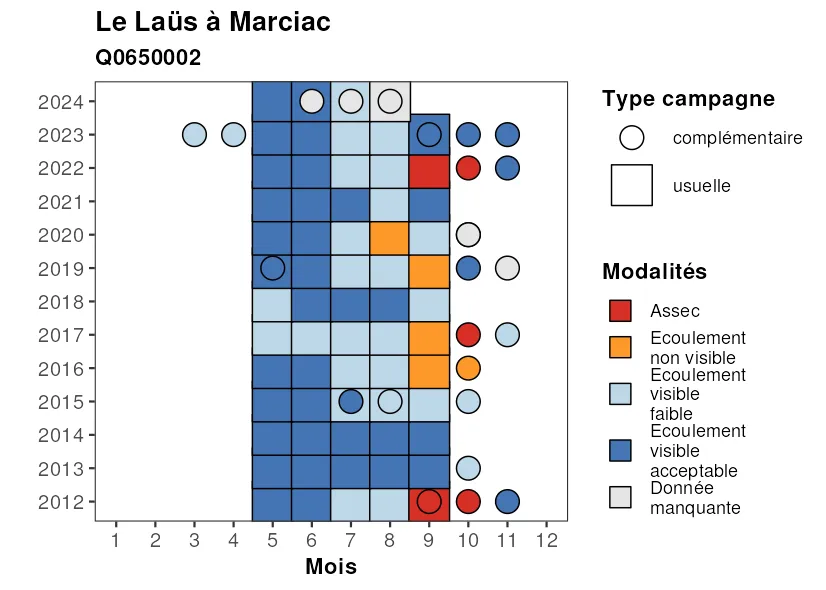 Le Laüs à Marciac
Q0650002
2024
2023
2022
2021
2020
2019
2018
2017
2016
2015
2014
2013
2012
1 2 3 4 5 6 7 8 9 10 11 12
Mois
Type campagne
complémentaire
usuelle
Modalités
Assec
Ecoulement
non visible
Ecoulement
visible
faible
Ecoulement
visible
acceptable
Donnée
manquante